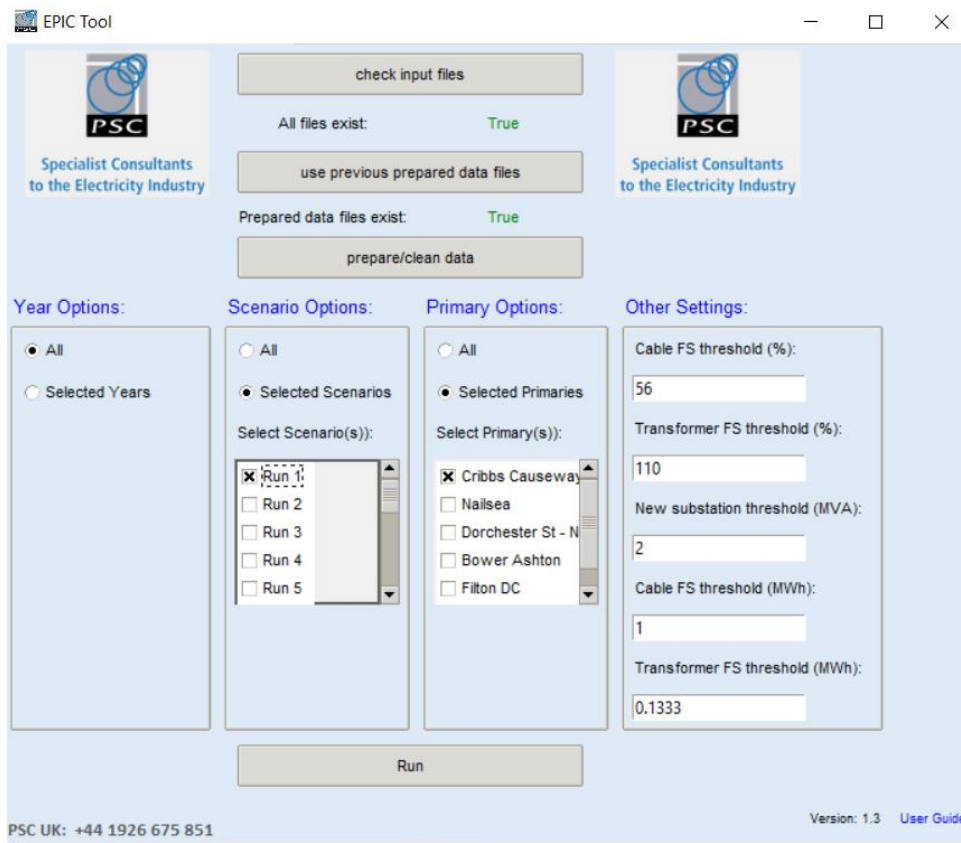 EPIC Tool
PSC
Specialist Consultants
to the Electricity Industry
check input files
All files exist: True
use previous prepared data files
Prepared data files exist: True
prepare/clean data
PSC
Specialist Consultants
to the Electricity Industry
Year Options:
All
Selected Years
Scenario Options:
All
Selected Scenarios
Select Scenario(s)):
Run 1
Run 2
Run 3
Run 4
Run 5
Primary Options:
All
Selected Primaries
Select Primary(s)):
Cribbs Causeway
Nailsea
Dorchester St - N
Bower Ashton
Filton DC
Other Settings:
Cable FS threshold (%):
56
Transformer FS threshold (%):
110
New substation threshold (MVA):
2
Cable FS threshold (MWh):
1
Transformer FS threshold (MWh):
0.1333
Run
PSC UK: +44 1926 675 851
Version: 1.3 User Guide